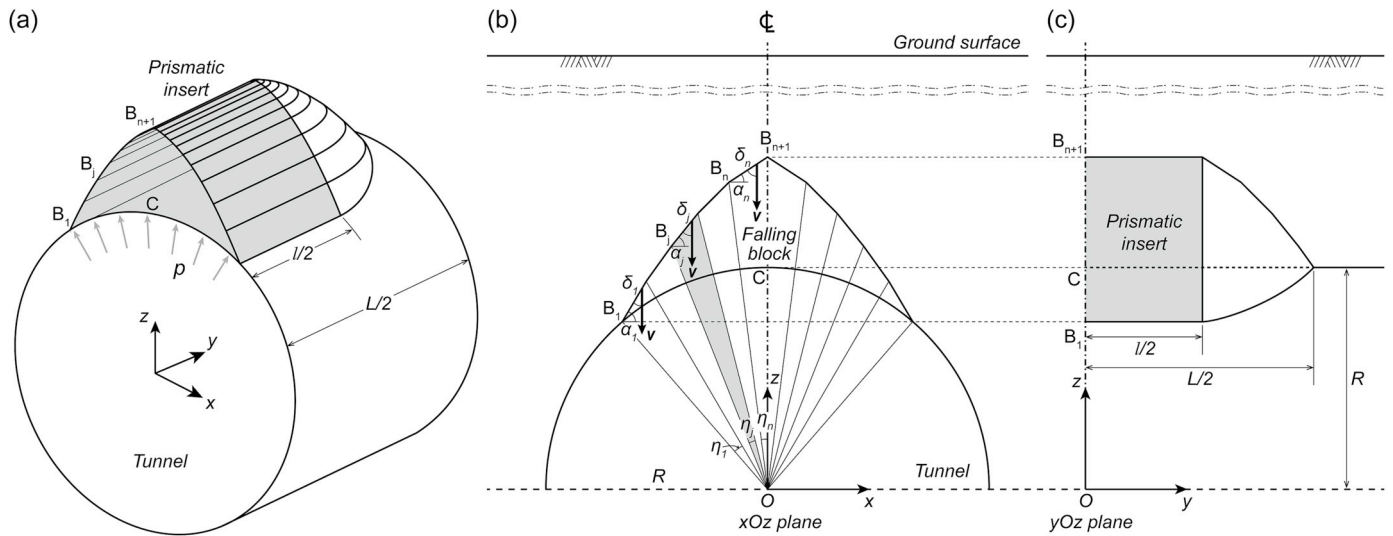 (a)
Prismatic
insert
B_{n+1}
B_j
B_1
C
p
l/2
L/2
z
y
x
Tunnel
(b)
℄
Ground surface
B_{n+1}
δ_n
B_n
α_n
v
δ_j
B_j
α_j
v
Falling
block
C
δ_1
B_1
α_1
v
z
η_n
η_j
η_1
R
Tunnel
O
x
xOz plane
(c)
B_{n+1}
Prismatic
insert
C
B_1
l/2
L/2
R
z
O
y
yOz plane